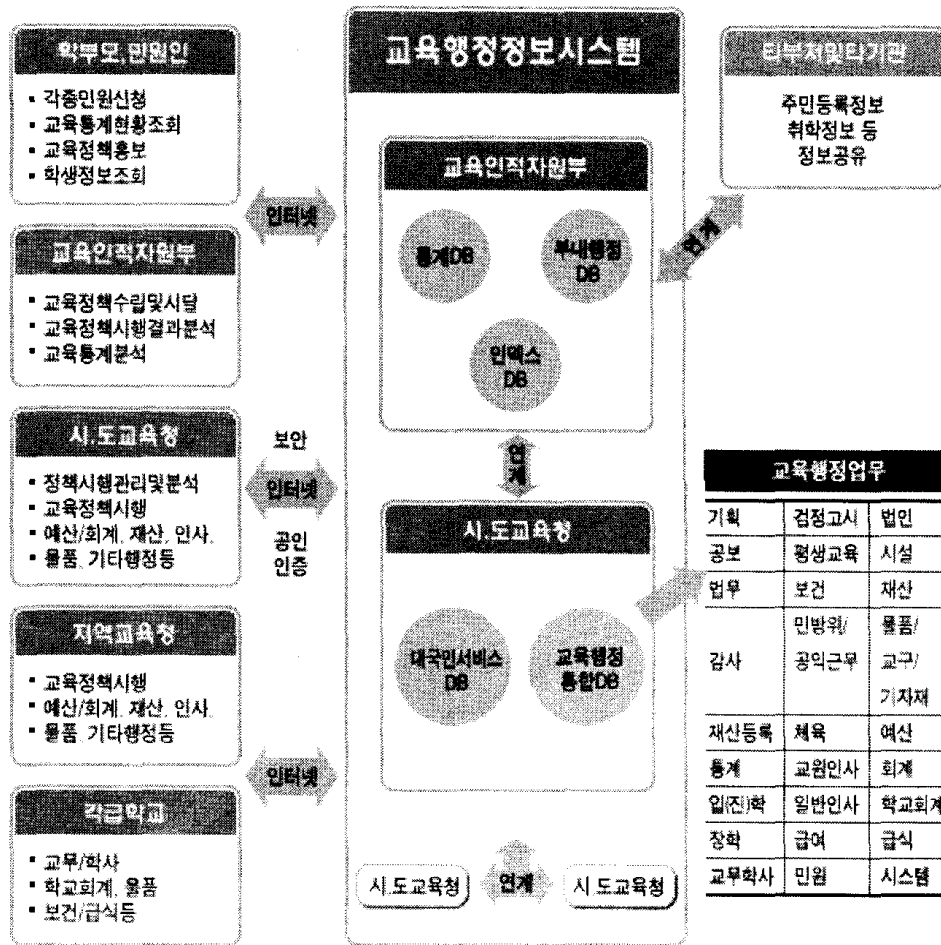 학부모,민원인
▪ 각종민원신청
▪ 교육통계현황조회
▪ 교육정책홍보
▪ 학생정보조회
교육인적자원부
▪ 교육정책수립및시달
▪ 교육정책시행결과분석
▪ 교육통계분석
시.도교육청
▪ 정책시행관리및분석
▪ 교육정책시행
▪ 예산/회계, 재산, 인사,
▪ 물품, 기타행정등
지역교육청
▪ 교육정책시행
▪ 예산/회계, 재산, 인사,
▪ 물품, 기타행정등
각급학교
▪ 교무/학사
▪ 학교회계, 물품
▪ 보건/급식등
인터넷
보안
인터넷
공인
인증
인터넷
교육행정정보시스템
교육인적자원부
통계DB
부내행정
DB
인덱스
DB
연계
시.도교육청
대국민서비스
DB
교육행정
통합DB
시.도교육청
연계
시.도교육청
연계
타부처및타기관
주민등록정보
취학정보 등
정보공유
교육행정업무
기획 검정고시 법인
공보 평생교육 시설
법무 보건 재산
감사 민방위/ 물품/
공익근무 교구/
기자재
재산등록 체육 예산
통계 교원인사 회계
입(진)학 일반인사 학교회계
장학 급여 급식
교무학사 민원 시스템